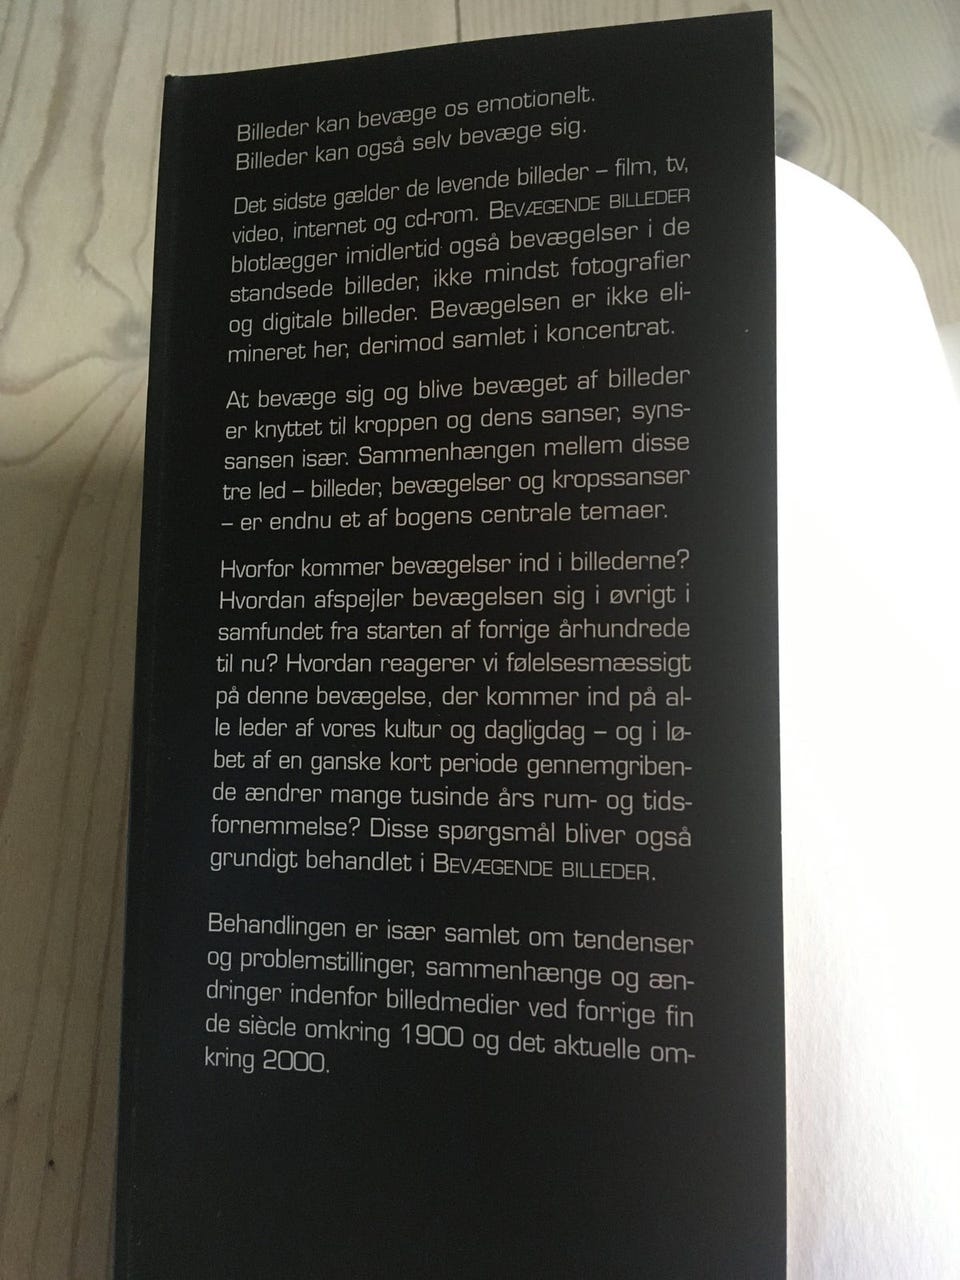 Billeder kan bevæge os emotionelt.
Billeder kan også selv bevæge sig.
Det sidste gælder de levende billeder – film, tv,
video, internet og cd-rom. BEVÆGENDE BILLEDER
blotlægger imidlertid også bevægelser i de
standsede billeder, ikke mindst fotografier
og digitale billeder. Bevægelsen er ikke eli-
mineret her, derimod samlet i koncentrat.
At bevæge sig og blive bevæget af billeder
er knyttet til kroppen og dens sanser, syns-
sansen især. Sammenhængen mellem disse
tre led – billeder, bevægelser og kropssanser
– er endnu et af bogens centrale temaer.
Hvorfor kommer bevægelser ind i billederne?
Hvordan afspejler bevægelsen sig i øvrigt i
samfundet fra starten af forrige århundrede
til nu? Hvordan reagerer vi følelsesmæssigt
på denne bevægelse, der kommer ind på al-
le leder af vores kultur og dagligdag – og i lø-
bet af en ganske kort periode gennemgriben-
de ændrer mange tusinde års rum- og tids-
fornemmelse? Disse spørgsmål bliver også
grundigt behandlet i BEVÆGENDE BILLEDER.
Behandlingen er især samlet om tendenser
og problemstillinger, sammenhænge og æn-
dringer indenfor billedmedier ved forrige fin
de siècle omkring 1900 og det aktuelle om-
kring 2000.